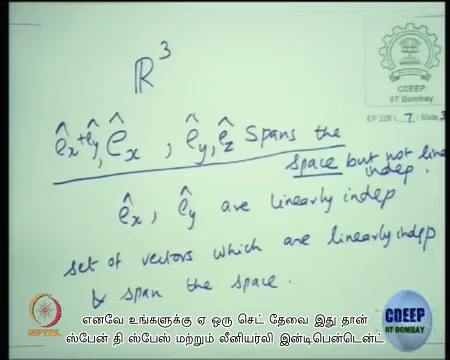 ℝ³
CDEEP
IIT Bombay
EP 228 L 7 / Slide 3
ê_x+ê_y, ê_x , ê_y, ê_z Spans the
space but not line
indep.
ê_x, ê_y are linearly indep
set of vectors which are linearly indep
& span the space.
எனவே உங்களுக்கு ஏ ஒரு செட் தேவை இது தான்
ஸ்பேன் தி ஸ்பேஸ் மற்றும் லீனியர்லி இன்டிபென்டென்ட்
NPTEL
CDEEP
IIT BOMBAY